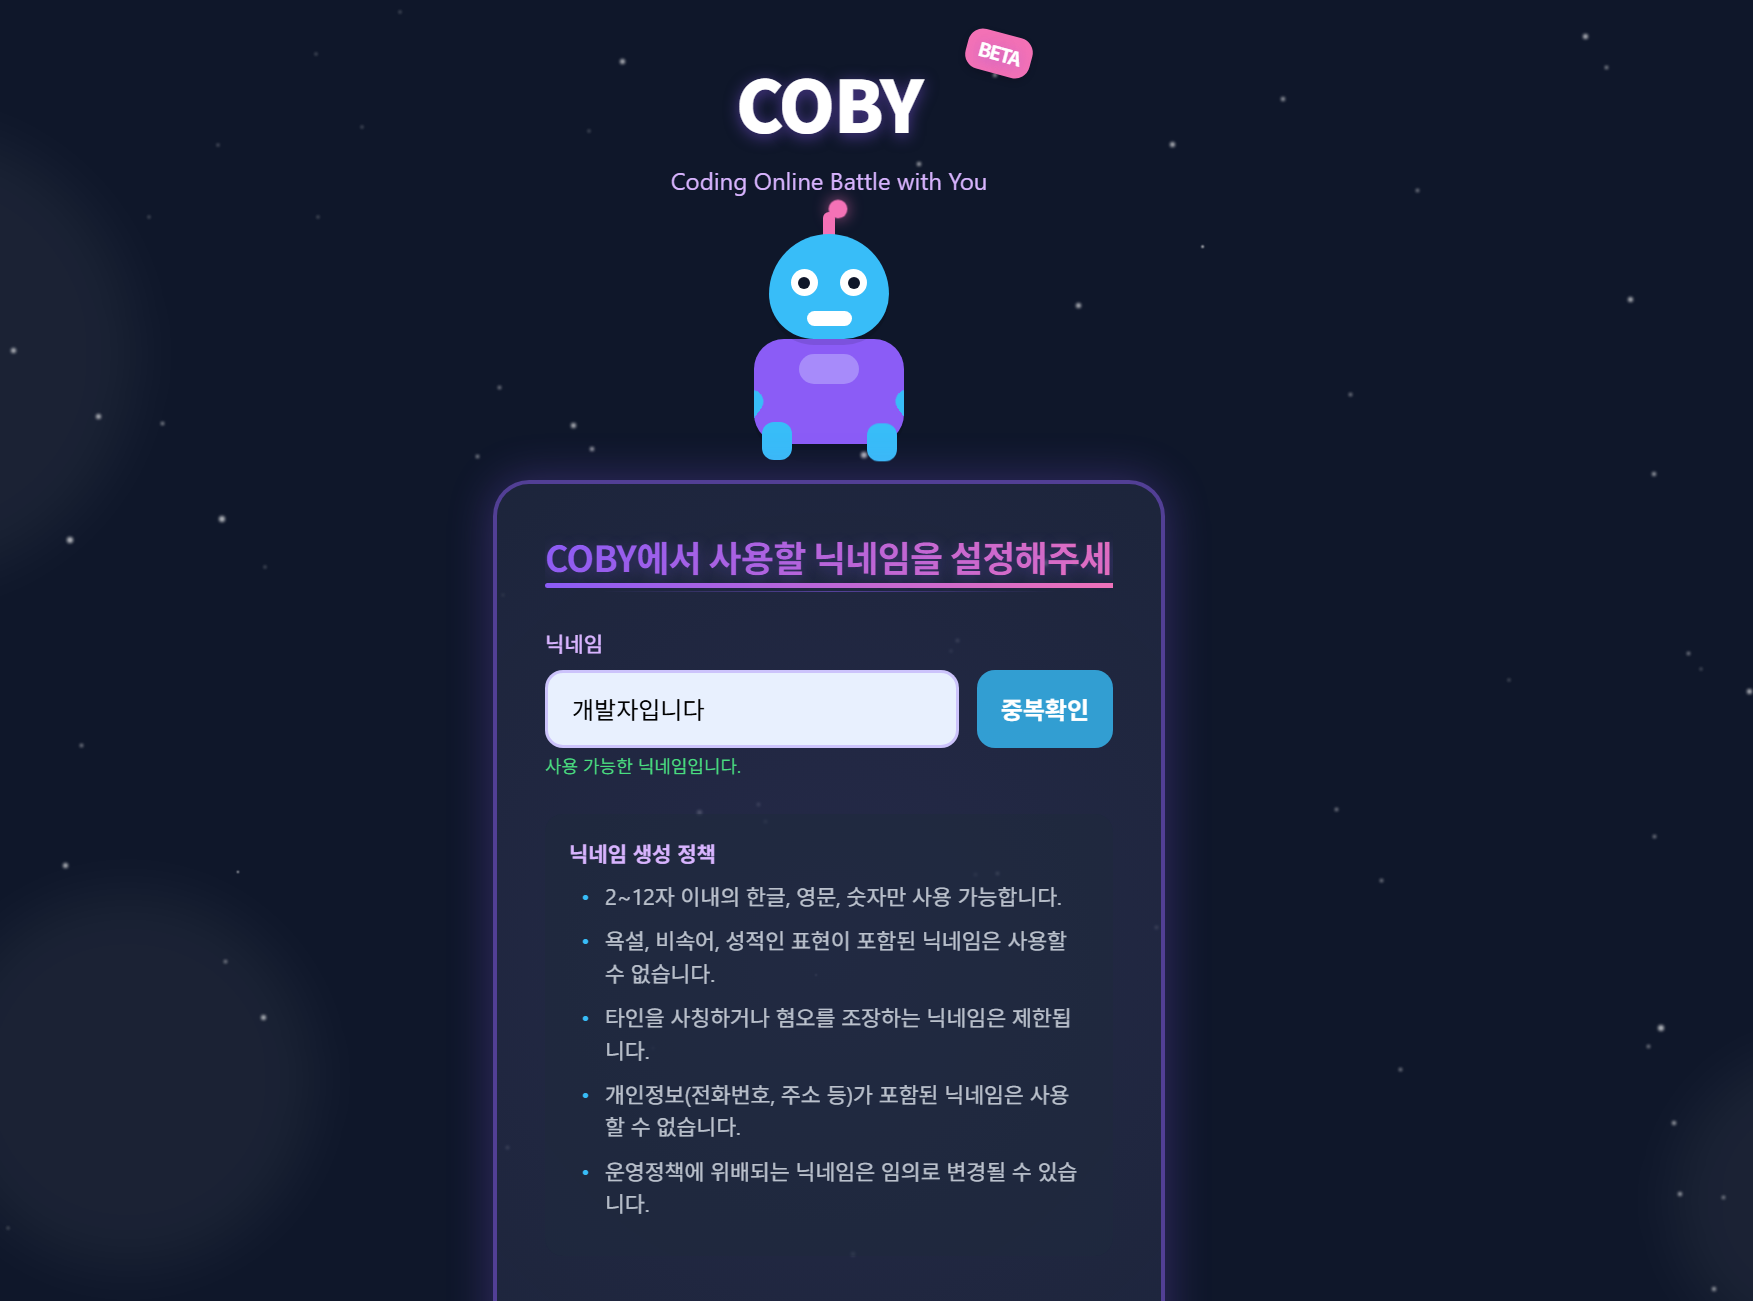 BETA
COBY
Coding Online Battle with You
COBY에서 사용할 닉네임을 설정해주세
닉네임
개발자입니다
중복확인
사용 가능한 닉네임입니다.
닉네임 생성 정책
• 2~12자 이내의 한글, 영문, 숫자만 사용 가능합니다.
• 욕설, 비속어, 성적인 표현이 포함된 닉네임은 사용할
수 없습니다.
• 타인을 사칭하거나 혐오를 조장하는 닉네임은 제한됩
니다.
• 개인정보(전화번호, 주소 등)가 포함된 닉네임은 사용
할 수 없습니다.
• 운영정책에 위배되는 닉네임은 임의로 변경될 수 있습
니다.